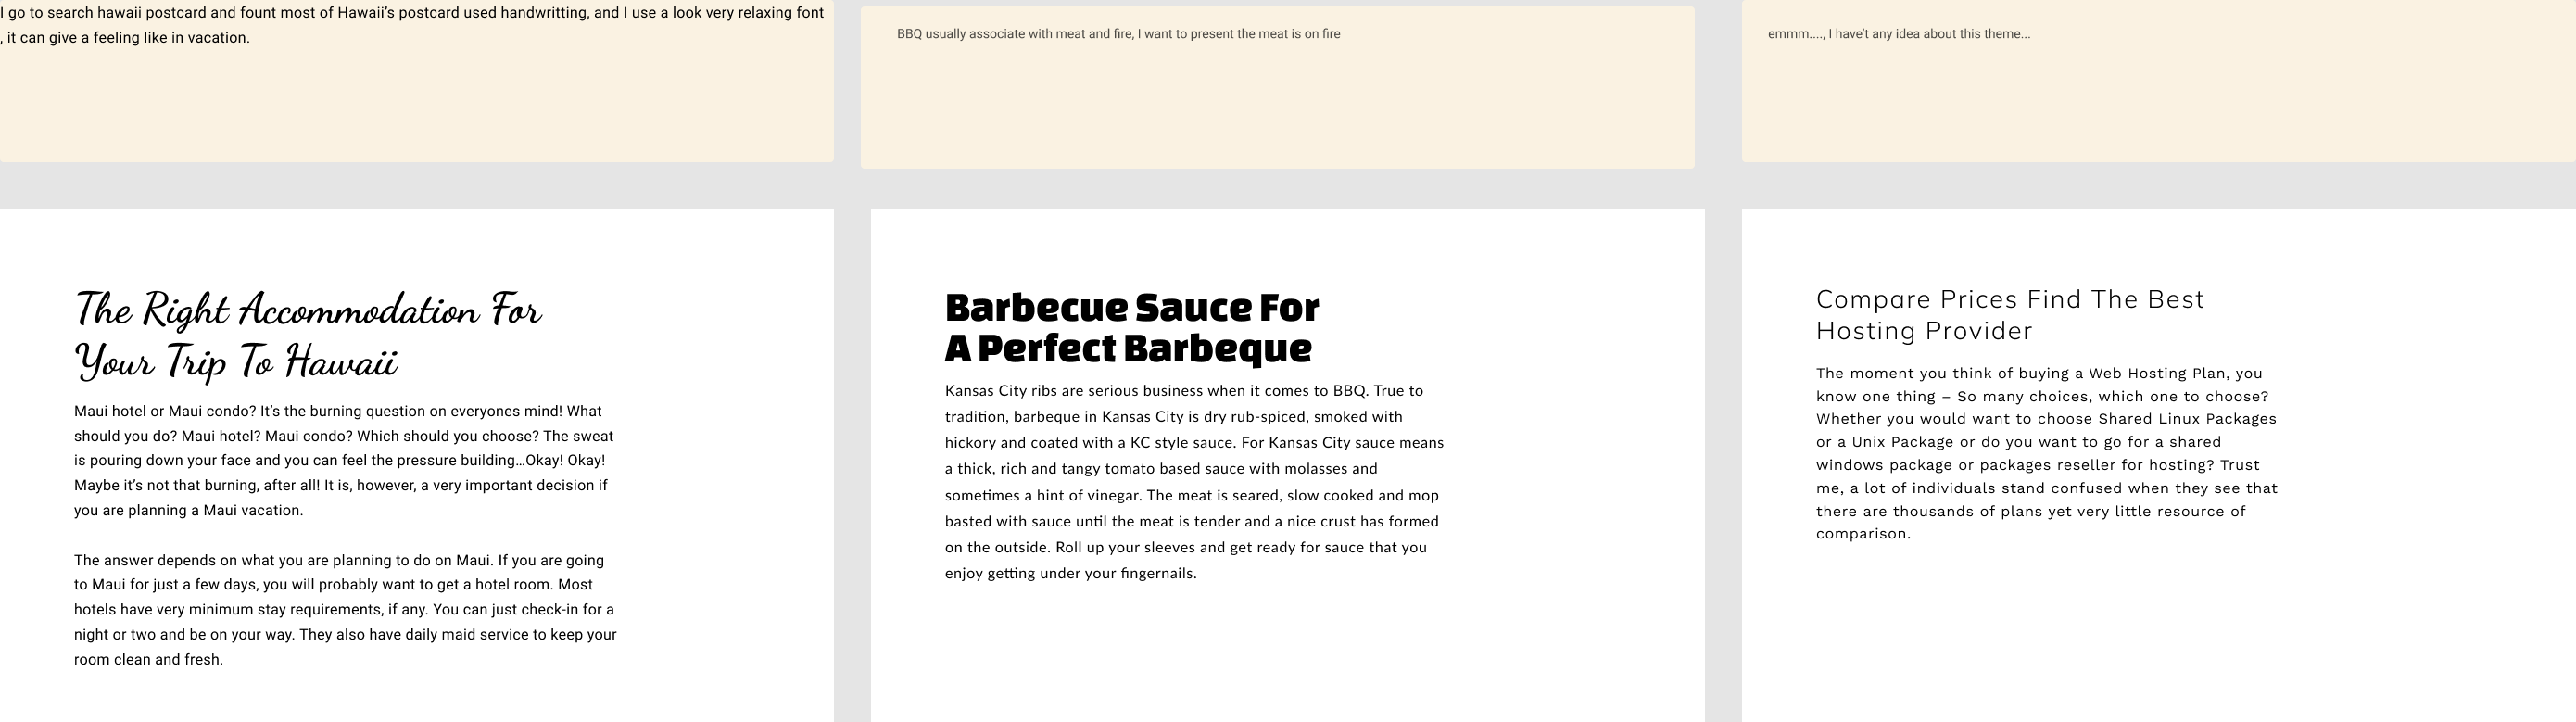 I go to search hawaii postcard and fount most of Hawaii's postcard used handwritting, and I use a look very relaxing font
, it can give a feeling like in vacation.
BBQ usually associate with meat and fire, I want to present the meat is on fire
emmm...., I have't any idea about this theme...
The Right Accommodation For
Your Trip To Hawaii
Maui hotel or Maui condo? It's the burning question on everyones mind! What
should you do? Maui hotel? Maui condo? Which should you choose? The sweat
is pouring down your face and you can feel the pressure building…Okay! Okay!
Maybe it's not that burning, after all! It is, however, a very important decision if
you are planning a Maui vacation.
The answer depends on what you are planning to do on Maui. If you are going
to Maui for just a few days, you will probably want to get a hotel room. Most
hotels have very minimum stay requirements, if any. You can just check-in for a
night or two and be on your way. They also have daily maid service to keep your
room clean and fresh.
Barbecue Sauce For
A Perfect Barbeque
Kansas City ribs are serious business when it comes to BBQ. True to
tradition, barbeque in Kansas City is dry rub-spiced, smoked with
hickory and coated with a KC style sauce. For Kansas City sauce means
a thick, rich and tangy tomato based sauce with molasses and
sometimes a hint of vinegar. The meat is seared, slow cooked and mop
basted with sauce until the meat is tender and a nice crust has formed
on the outside. Roll up your sleeves and get ready for sauce that you
enjoy getting under your fingernails.
Compare Prices Find The Best
Hosting Provider
The moment you think of buying a Web Hosting Plan, you
know one thing – So many choices, which one to choose?
Whether you would want to choose Shared Linux Packages
or a Unix Package or do you want to go for a shared
windows package or packages reseller for hosting? Trust
me, a lot of individuals stand confused when they see that
there are thousands of plans yet very little resource of
comparison.